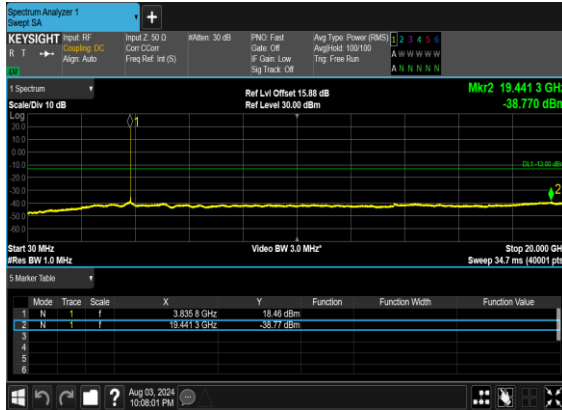 Spectrum Analyzer 1
Swept SA
+
KEYSIGHT Input: RF Input Z: 50 Ω #Atten: 30 dB PNO: Fast Avg Type: Power (RMS) 1 2 3 4 5 6
R T Coupling: DC Corr CCorr Gate: Off Avg|Hold: 100/100 A W W W W W
Align: Auto Freq Ref: Int (S) IF Gain: Low Trig: Free Run
Sig Track: Off A N N N N N
1 Spectrum
Ref Lvl Offset 15.88 dB Mkr2 19.441 3 GHz
Scale/Div 10 dB Ref Level 30.00 dBm -38.770 dBm
Log
20.0
10.0
0.00
-10.0
-20.0
-30.0
-40.0
-50.0
-60.0
1
DL1 -13.00 dBm
2
Start 30 MHz Video BW 3.0 MHz* Stop 20.000 GHz
#Res BW 1.0 MHz Sweep 34.7 ms (40001 pts)
5 Marker Table
Mode Trace Scale X Y Function Function Width Function Value
1 N 1 f 3.835 8 GHz 18.46 dBm
2 N 1 f 19.441 3 GHz -38.77 dBm
3
4
5
6
? Aug 03, 2024
10:08:01 PM